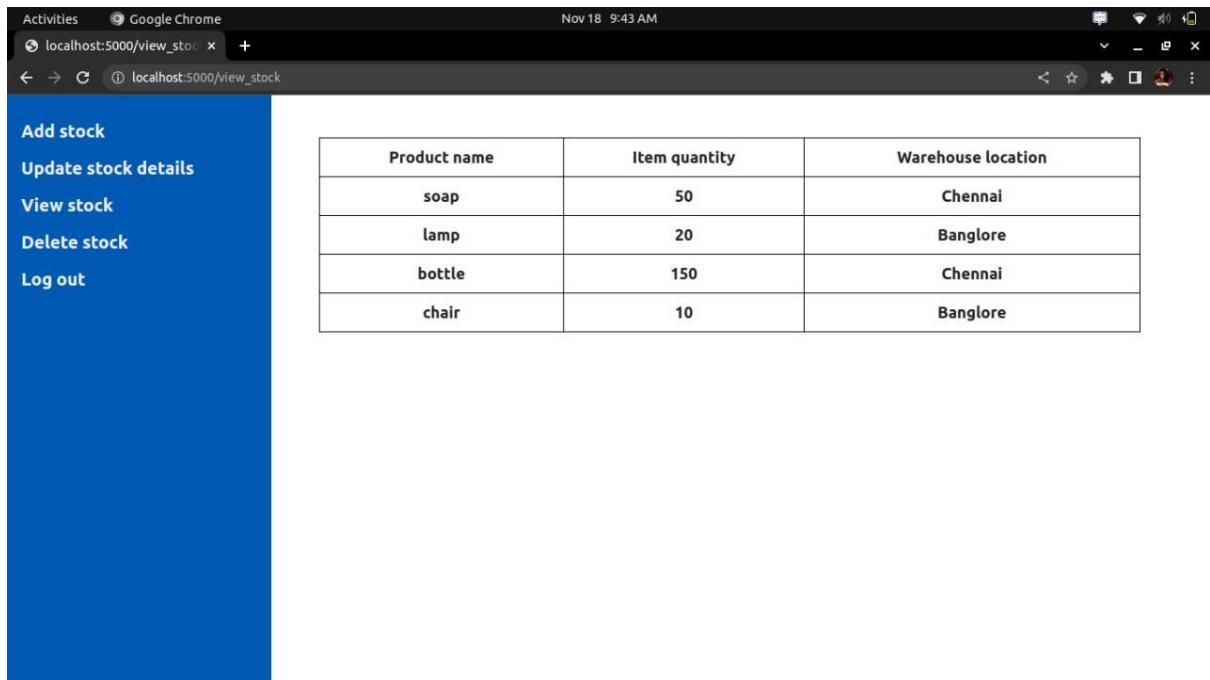 Activities Google Chrome Nov 18 9:43 AM
localhost:5000/view_stoc
localhost:5000/view_stock
Add stock
Update stock details
View stock
Delete stock
Log out
Product name Item quantity Warehouse location
soap 50 Chennai
lamp 20 Banglore
bottle 150 Chennai
chair 10 Banglore